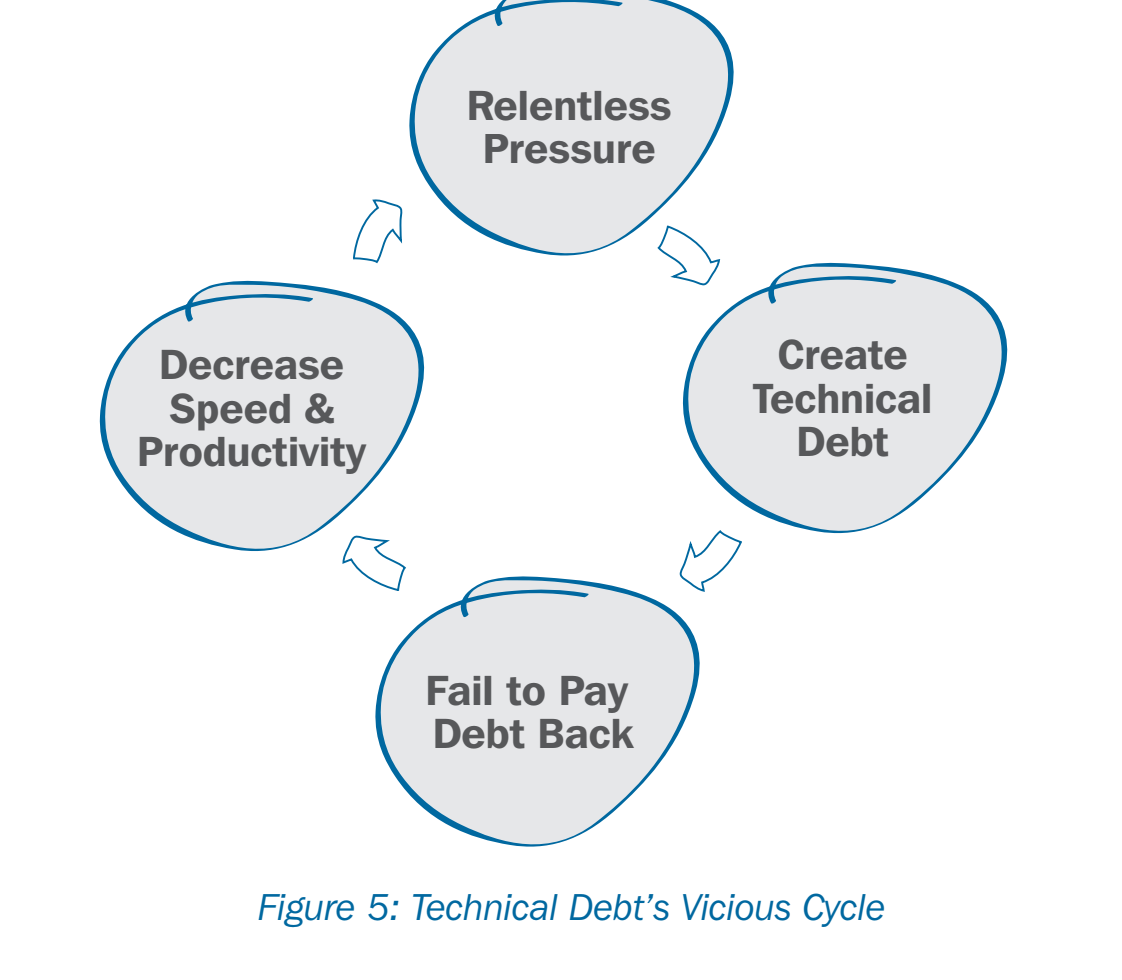 Relentless
Pressure
Create
Technical
Debt
Fail to Pay
Debt Back
Decrease
Speed &
Productivity
Figure 5: Technical Debt’s Vicious Cycle